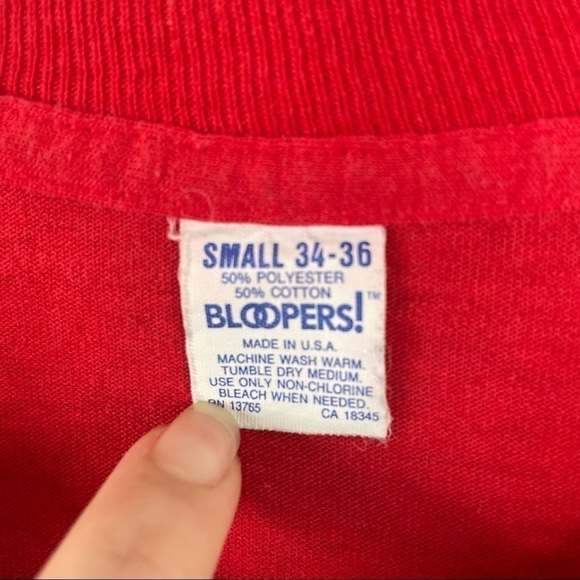 SMALL 34-36
50% POLYESTER
50% COTTON
BLOOPERS!™
MADE IN U.S.A.
MACHINE WASH WARM.
TUMBLE DRY MEDIUM.
USE ONLY NON-CHLORINE
BLEACH WHEN NEEDED.
RN 13765 CA 18345